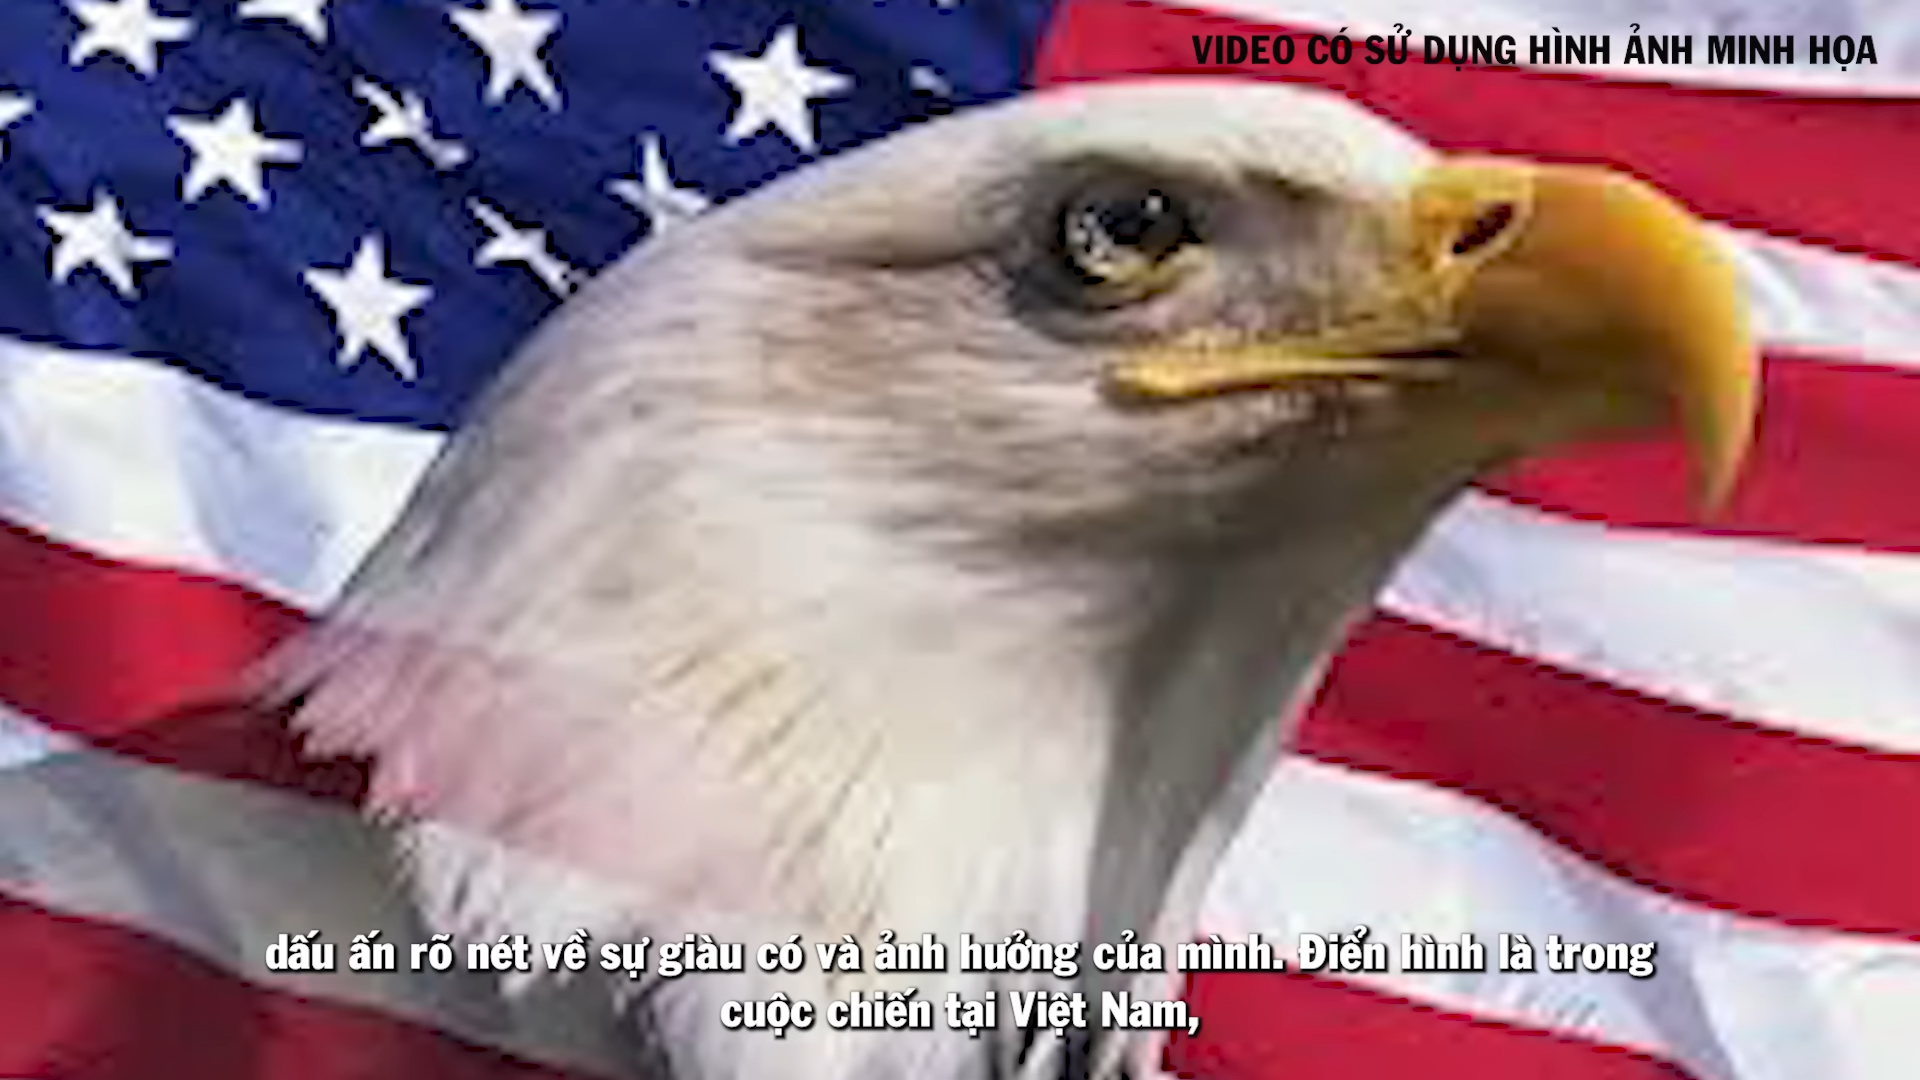 VIDEO CÓ SỬ DỤNG HÌNH ẢNH MINH HỌA
dấu ấn rõ nét về sự giàu có và ảnh hưởng của mình. Điển hình là trong
cuộc chiến tại Việt Nam,